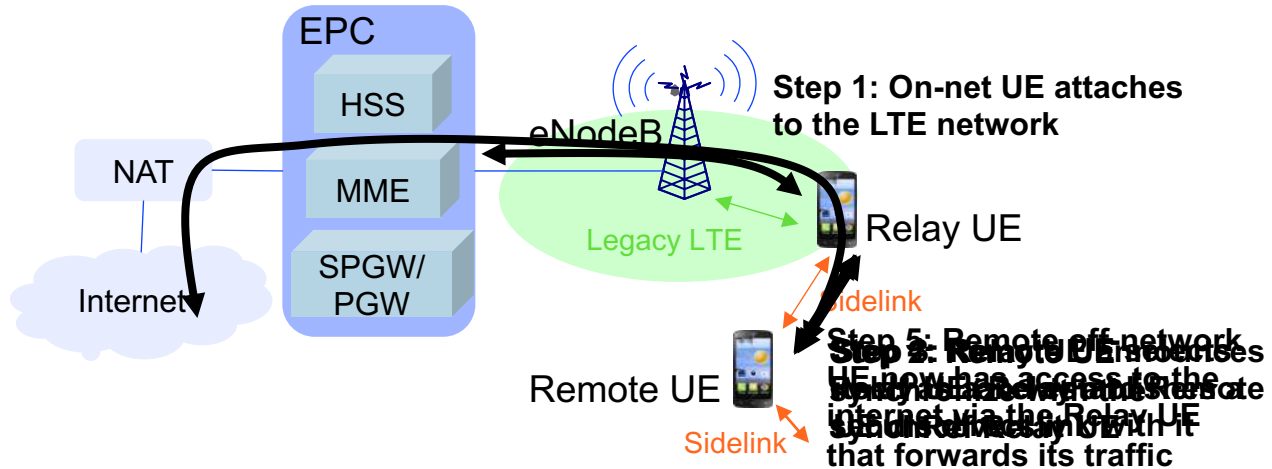 EPC
HSS
eNodeB
Step 1: On-net UE attaches
to the LTE network
NAT
MME
Relay UE
Legacy LTE
SPGW/
PGW
Internet
Sidelink
Remote UE
Step 5: Remote off-network
UE now has access to the
internet via the Relay UE
that forwards its traffic
Sidelink